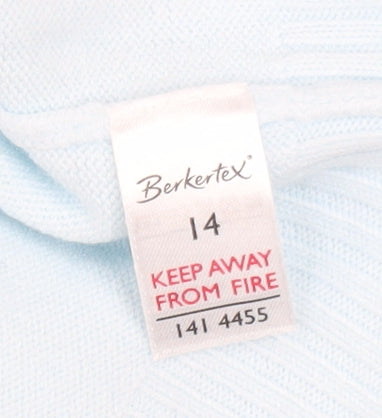 Berkertex®
14
KEEP AWAY
FROM FIRE
141 4455